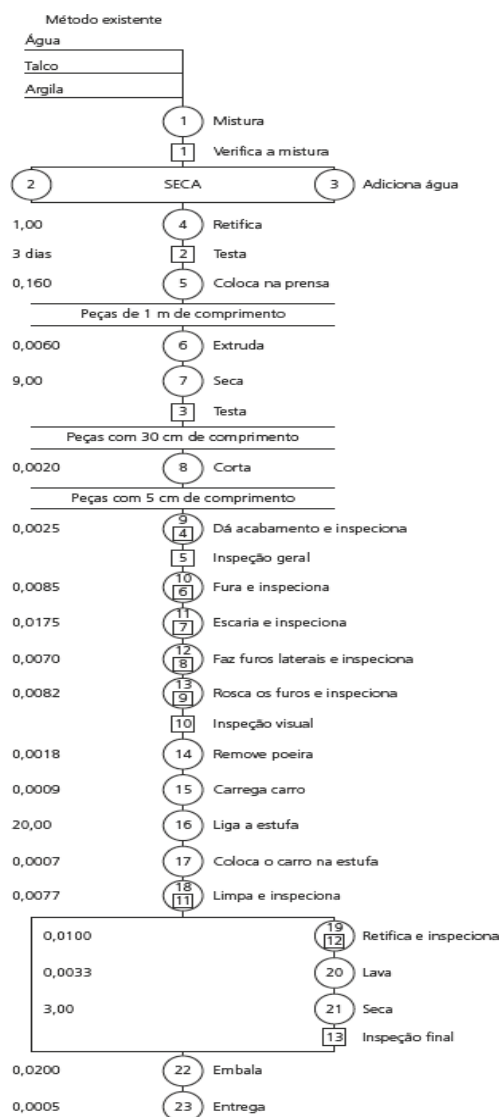 Método existente
Água
Talco
Argila
1 Mistura
1 Verifica a mistura
2 SECA 3 Adiciona água
1,00 4 Retifica
3 dias 2 Testa
0,160 5 Coloca na prensa
Peças de 1 m de comprimento
0,0060 6 Extruda
9,00 7 Seca
3 Testa
Peças com 30 cm de comprimento
0,0020 8 Corta
Peças com 5 cm de comprimento
0,0025 9 4 Dá acabamento e inspeciona
5 Inspeção geral
0,0085 10 6 Fura e inspeciona
0,0175 11 7 Escaria e inspeciona
0,0070 12 8 Faz furos laterais e inspeciona
0,0082 13 9 Rosca os furos e inspeciona
10 Inspeção visual
0,0018 14 Remove poeira
0,0009 15 Carrega carro
20,00 16 Liga a estufa
0,0007 17 Coloca o carro na estufa
0,0077 18 11 Limpa e inspeciona
0,0100 19 12 Retifica e inspeciona
0,0033 20 Lava
3,00 21 Seca
13 Inspeção final
0,0200 22 Embala
0,0005 23 Entrega